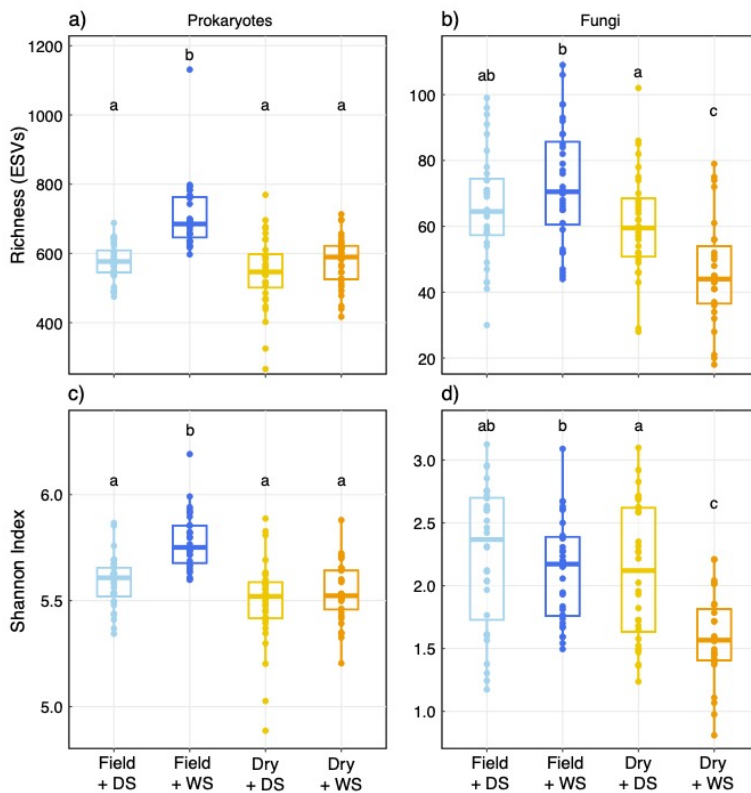 a) Prokaryotes
b) Fungi
Richness (ESVs)
1200
1000
800
600
400
a
b
a
a
100
80
60
40
20
ab
b
a
c
c)
d)
Shannon Index
6.0
5.5
5.0
a
b
a
a
3.0
2.5
2.0
1.5
1.0
ab
b
a
c
Field
+ DS
Field
+ WS
Dry
+ DS
Dry
+ WS
Field
+ DS
Field
+ WS
Dry
+ DS
Dry
+ WS